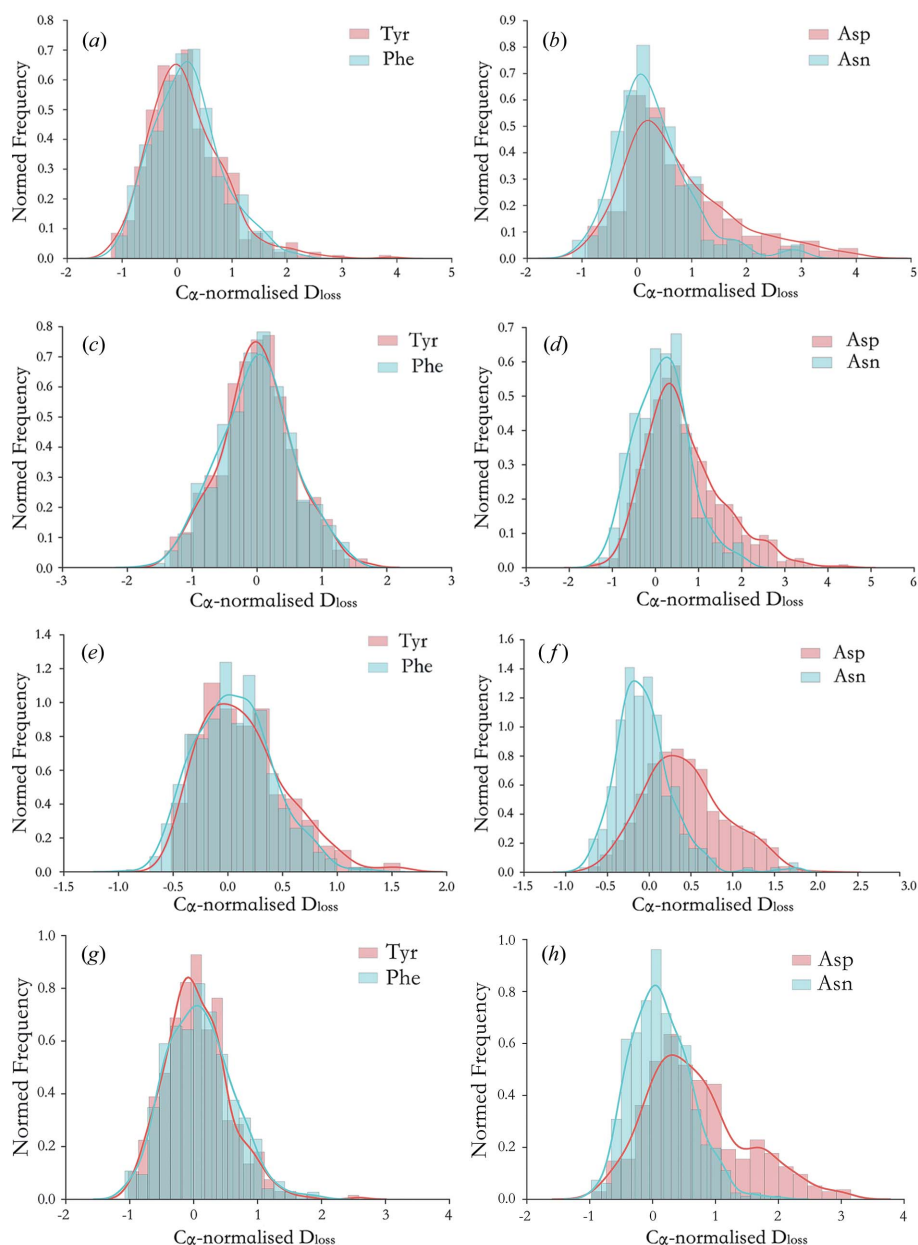 (a)
Tyr
Phe
Normed Frequency
0.8
0.7
0.6
0.5
0.4
0.3
0.2
0.1
0.0
-2 -1 0 1 2 3 4 5
Cα-normalised Dloss
(b)
Asp
Asn
Normed Frequency
0.9
0.8
0.7
0.6
0.5
0.4
0.3
0.2
0.1
0.0
-2 -1 0 1 2 3 4 5
Cα-normalised Dloss
(c)
Tyr
Phe
Normed Frequency
0.8
0.7
0.6
0.5
0.4
0.3
0.2
0.1
0.0
-3 -2 -1 0 1 2 3
Cα-normalised Dloss
(d)
Asp
Asn
Normed Frequency
0.7
0.6
0.5
0.4
0.3
0.2
0.1
0.0
-3 -2 -1 0 1 2 3 4 5 6
Cα-normalised Dloss
(e)
Tyr
Phe
Normed Frequency
1.4
1.2
1.0
0.8
0.6
0.4
0.2
0.0
-1.5 -1.0 -0.5 0.0 0.5 1.0 1.5 2.0
Cα-normalised Dloss
(f)
Asp
Asn
Normed Frequency
1.6
1.4
1.2
1.0
0.8
0.6
0.4
0.2
0.0
-1.5 -1.0 -0.5 0.0 0.5 1.0 1.5 2.0 2.5 3.0
Cα-normalised Dloss
(g)
Tyr
Phe
Normed Frequency
1.0
0.8
0.6
0.4
0.2
0.0
-2 -1 0 1 2 3 4
Cα-normalised Dloss
(h)
Asp
Asn
Normed Frequency
1.0
0.8
0.6
0.4
0.2
0.0
-2 -1 0 1 2 3 4
Cα-normalised Dloss